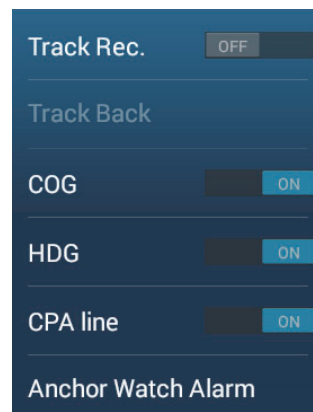 Track Rec. OFF
Track Back
COG ON
HDG ON
CPA line ON
Anchor Watch Alarm